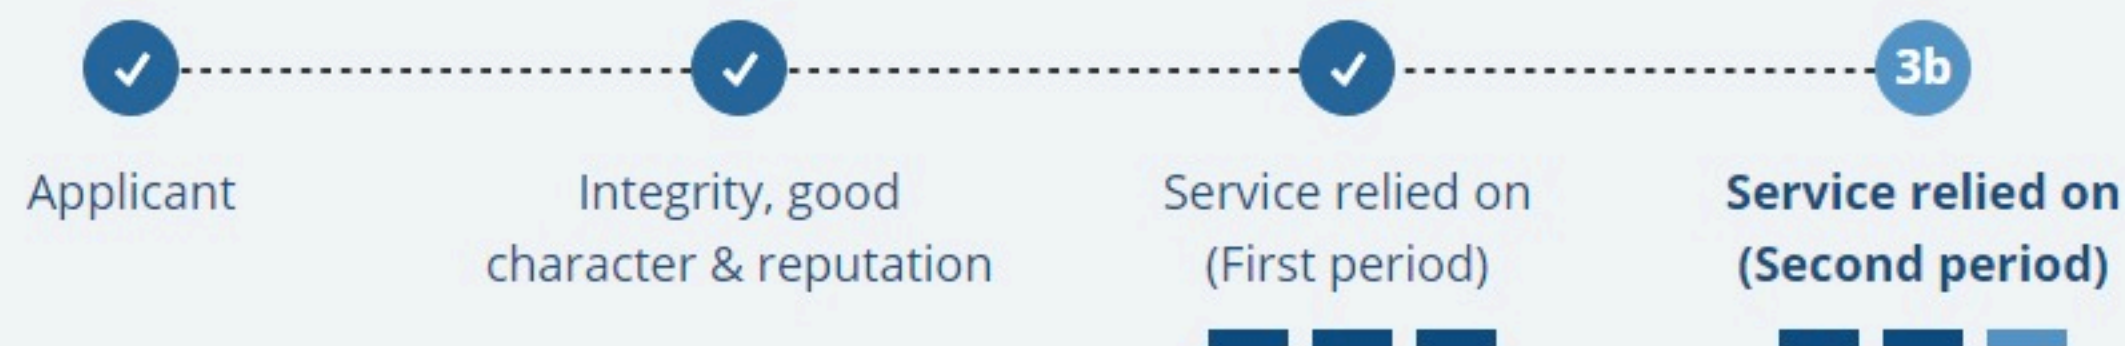 3b
Applicant
Integrity, good
character & reputation
Service relied on
(First period)
Service relied on
(Second period)